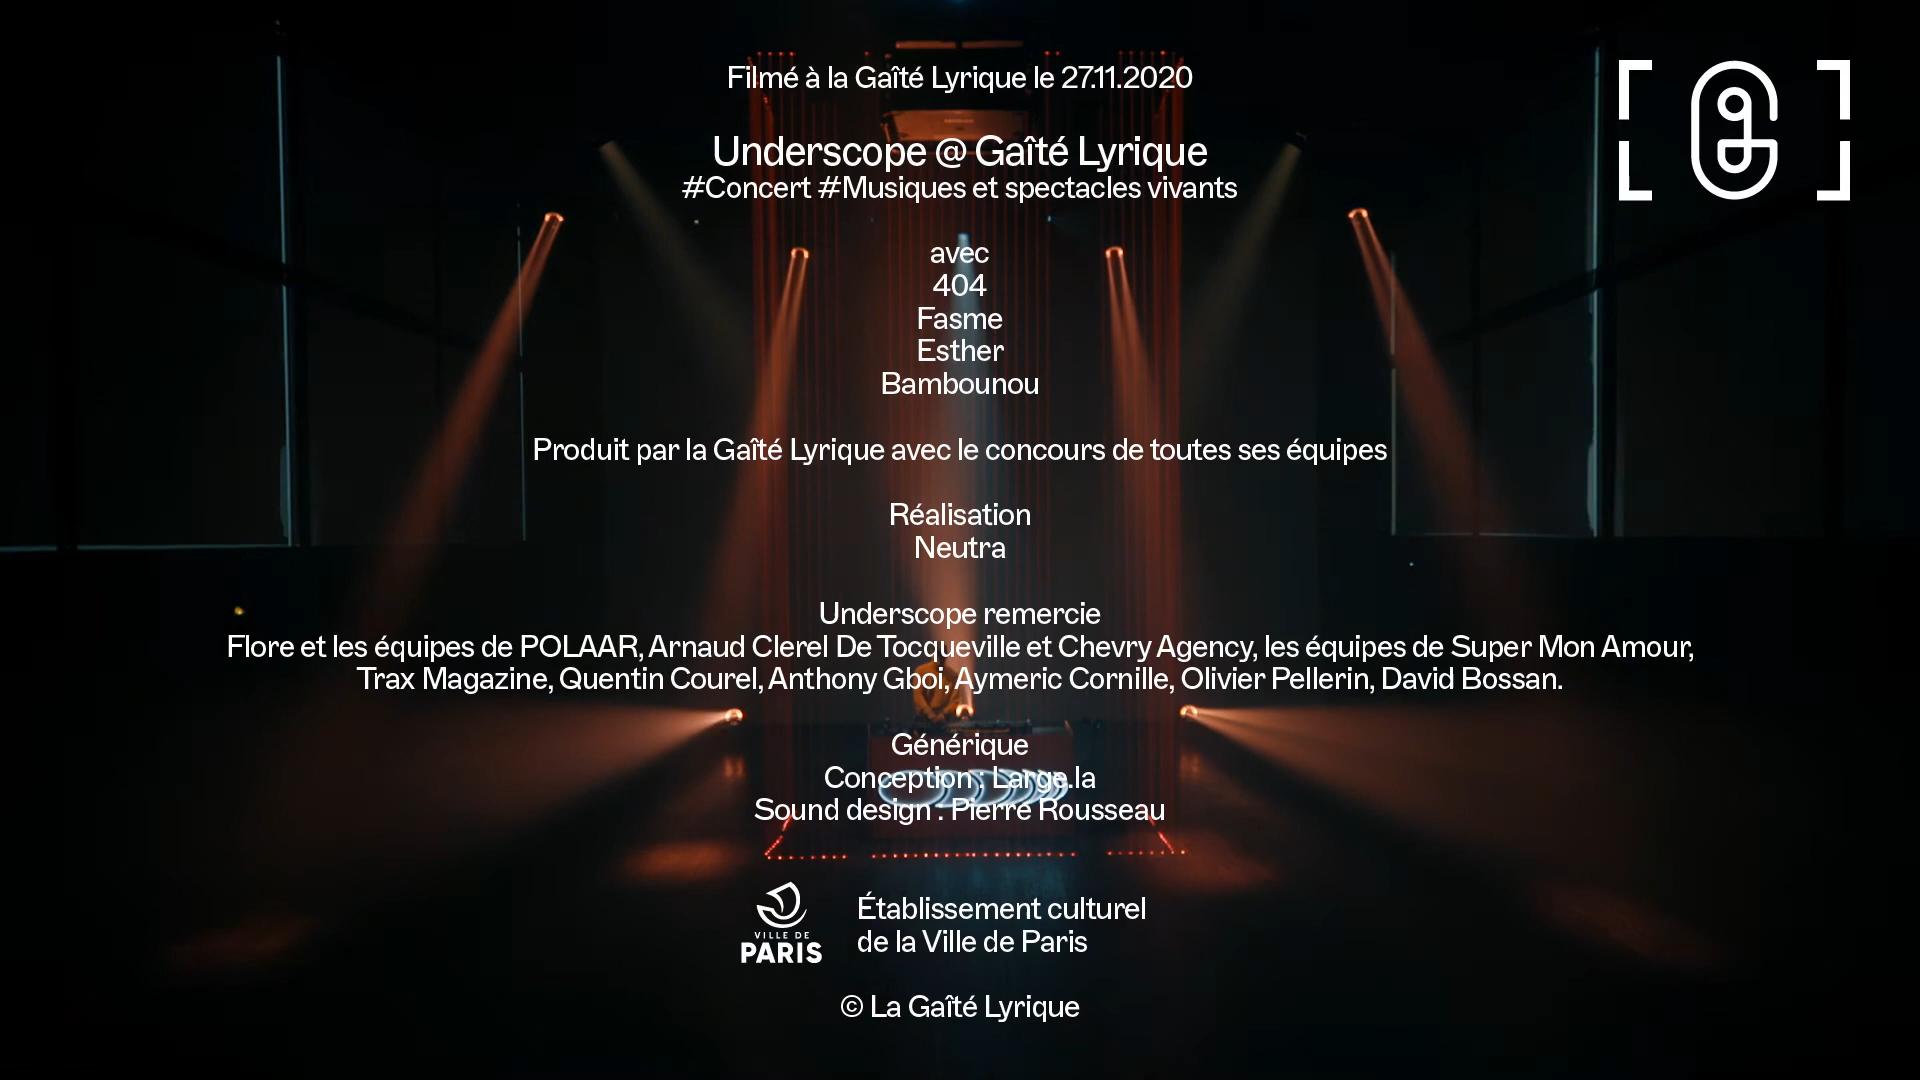 Filmé à la Gaîté Lyrique le 27.11.2020
Underscope @ Gaîté Lyrique
#Concert #Musiques et spectacles vivants
avec
404
Fasme
Esther
Bambounou
Produit par la Gaîté Lyrique avec le concours de toutes ses équipes
Réalisation
Neutra
Underscope remercie
Flore et les équipes de POLAAR, Arnaud Clerel De Tocqueville et Chevry Agency, les équipes de Super Mon Amour,
Trax Magazine, Quentin Courel, Anthony Gboi, Aymeric Cornille, Olivier Pellerin, David Bossan.
Générique
Conception : Large.la
Sound design : Pierre Rousseau
VILLE DE
PARIS
Établissement culturel
de la Ville de Paris
© La Gaîté Lyrique